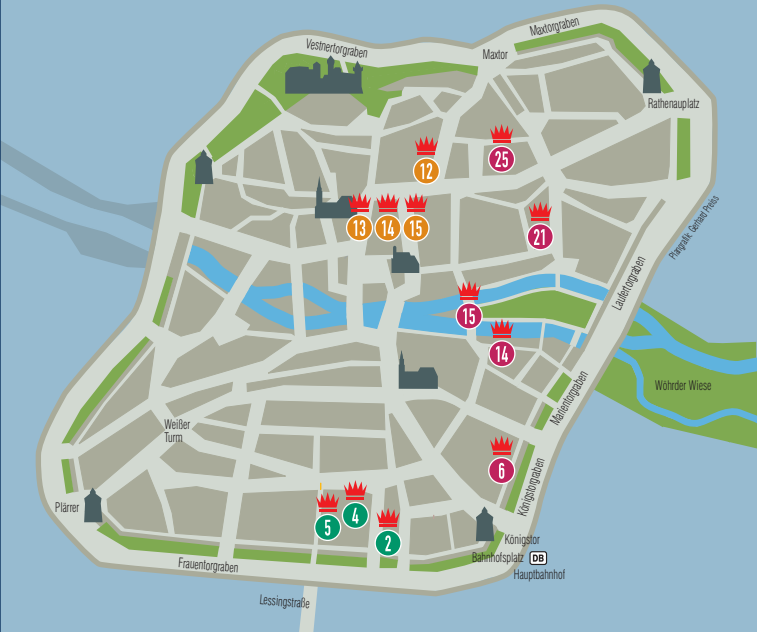 Maxtorgraben
Vestnertorgraben
Maxtor
Rathenauplatz
25
12
13
14
15
21
Plangrafik: Gerhard Preiss
Laufertorgraben
15
14
Wöhrder Wiese
Marientorgraben
Weißer
Turm
6
Königstorgraben
4
5
2
Plärrer
Königstor
Bahnhofsplatz DB
Hauptbahnhof
Frauentorgraben
Lessingstraße